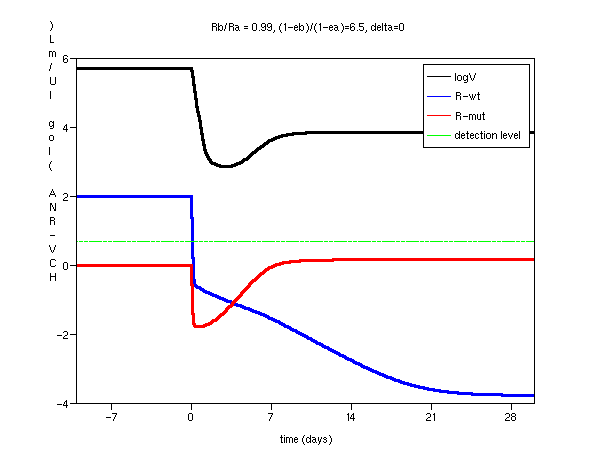 Rb/Ra = 0.99, (1-eb)/(1-ea)=6.5, delta=0
HCV-RNA (log IU/mL)
6
4
2
0
-2
-4
-7
0
7
14
21
28
time (days)
logV
R-wt
R-mut
detection level